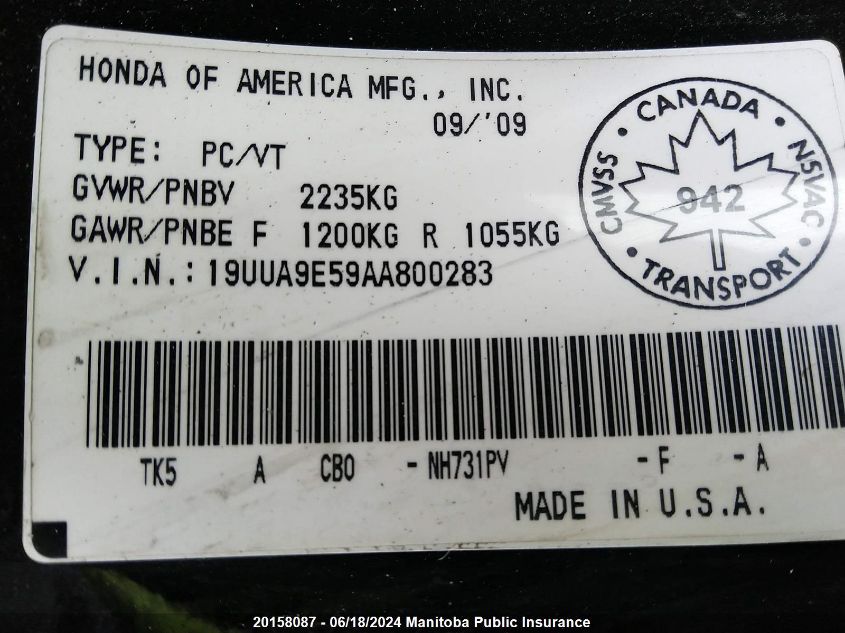 HONDA OF AMERICA MFG., INC.
09/'09
TYPE: PC/VT
GVWR/PNBV 2235KG
GAWR/PNBE F 1200KG R 1055KG
V.I.N.: 19UUA9E59AA800283
CANADA
CMVSS
NSVAC
942
TRANSPORT
TK5 A CB0 - NH731PV - F - A
MADE IN U.S.A.
20158087 - 06/18/2024 Manitoba Public Insurance